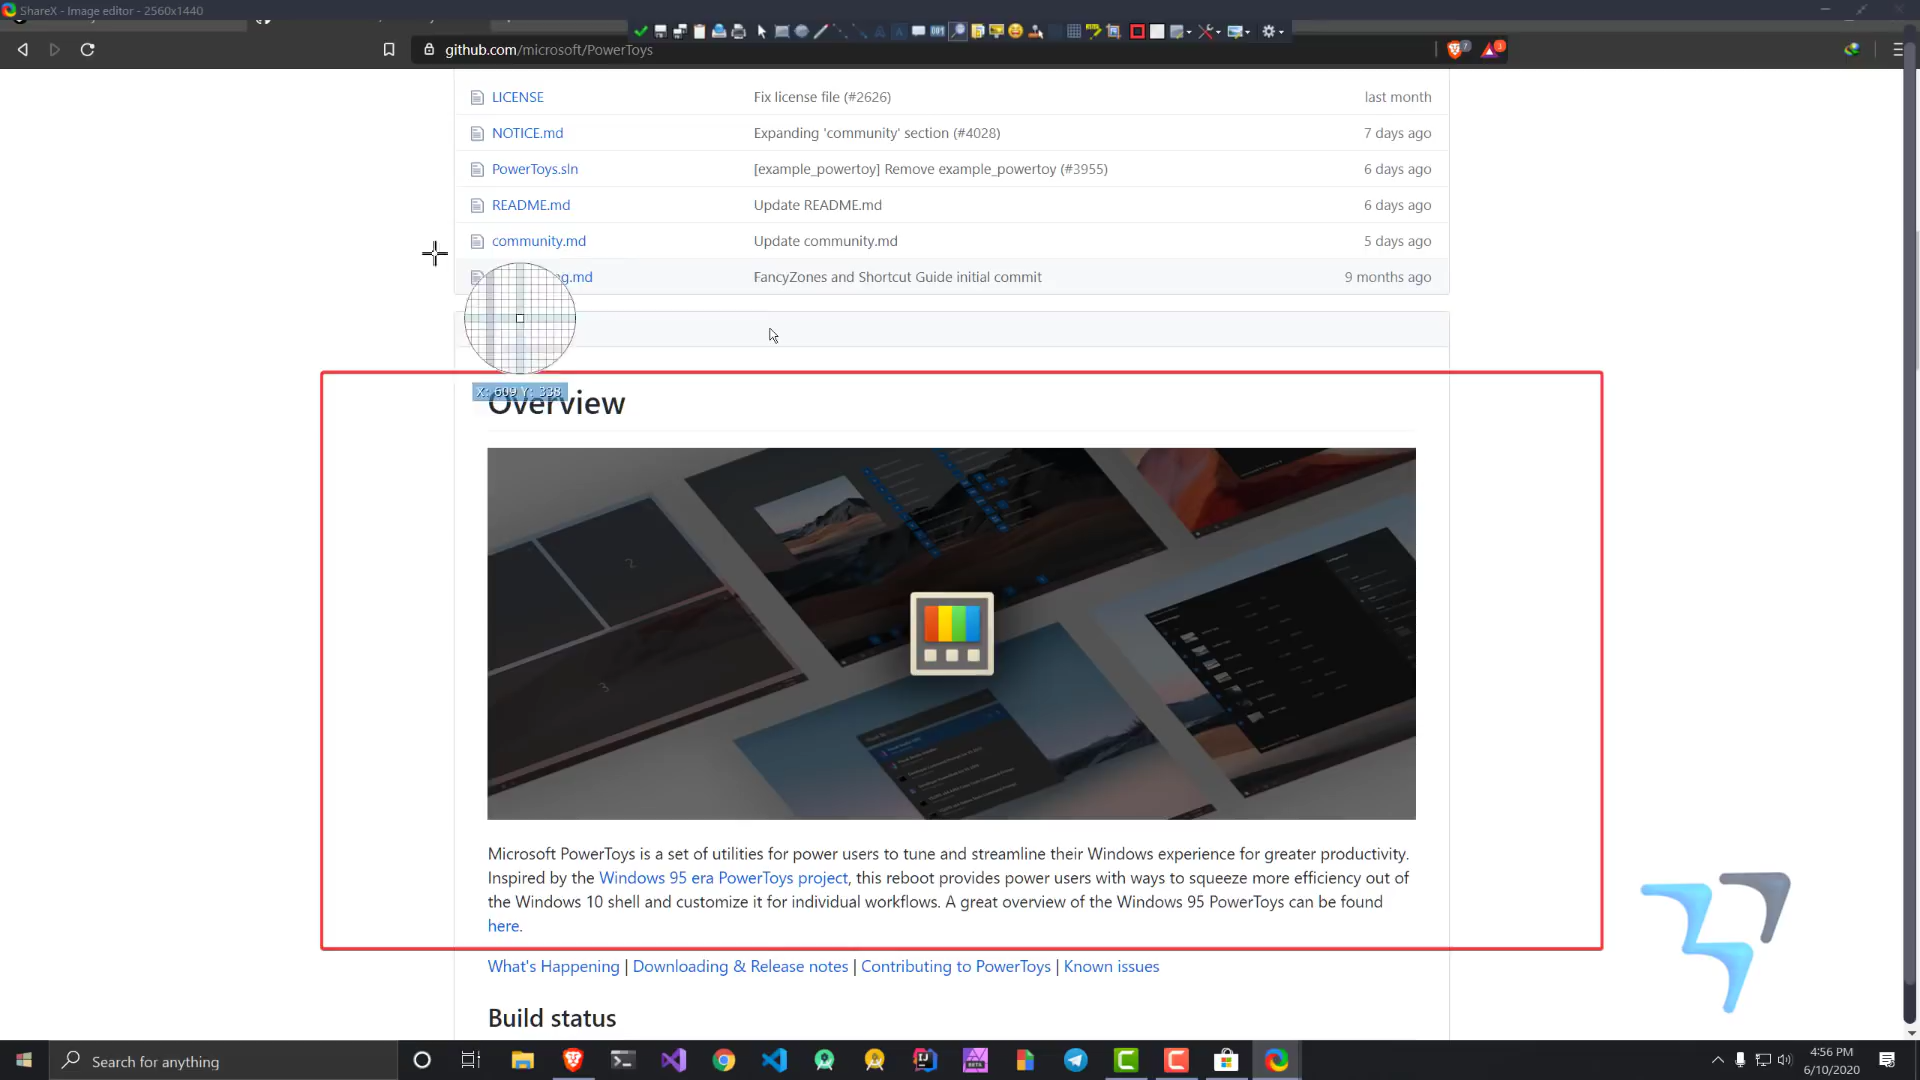 ShareX - Image editor - 2560x1440
github.com/microsoft/PowerToys
7
3
LICENSE Fix license file (#2626) last month
NOTICE.md Expanding 'community' section (#4028) 7 days ago
PowerToys.sln [example_powertoy] Remove example_powertoy (#3955) 6 days ago
README.md Update README.md 6 days ago
community.md Update community.md 5 days ago
g.md FancyZones and Shortcut Guide initial commit 9 months ago
X: 609 Y: 338
Overview
2
3
Microsoft PowerToys is a set of utilities for power users to tune and streamline their Windows experience for greater productivity.
Inspired by the Windows 95 era PowerToys project, this reboot provides power users with ways to squeeze more efficiency out of
the Windows 10 shell and customize it for individual workflows. A great overview of the Windows 95 PowerToys can be found
here.
What's Happening | Downloading & Release notes | Contributing to PowerToys | Known issues
Build status
Search for anything
4:56 PM
6/10/2020